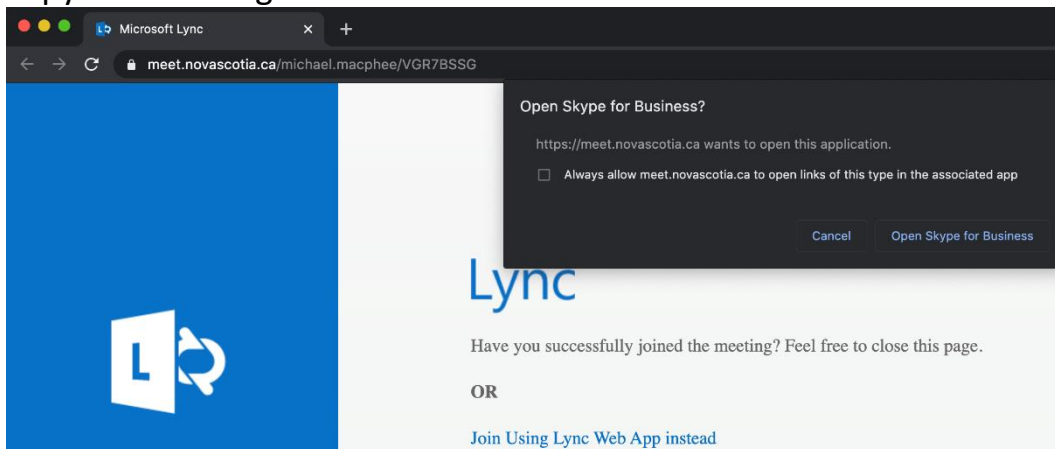 Microsoft Lync
meet.novascotia.ca/michael.macphee/VGR7BSSG
Open Skype for Business?
https://meet.novascotia.ca wants to open this application.
Always allow meet.novascotia.ca to open links of this type in the associated app
Cancel Open Skype for Business
Lync
L
Have you successfully joined the meeting? Feel free to close this page.
OR
Join Using Lync Web App instead